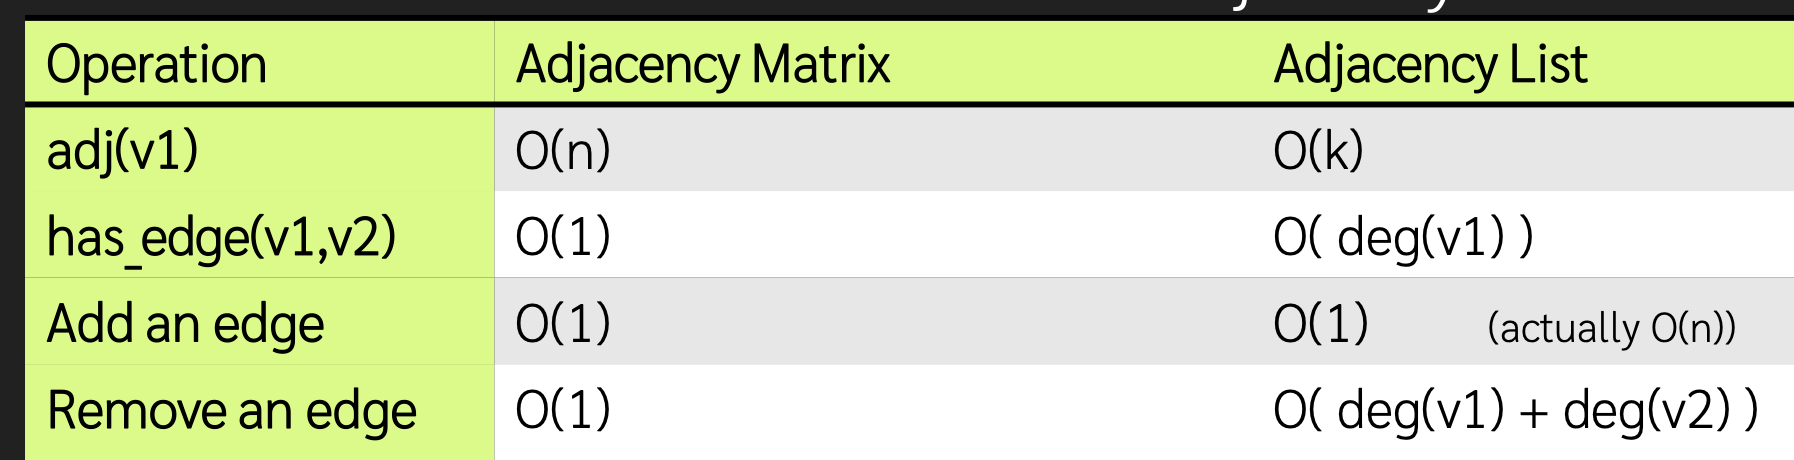 Operation Adjacency Matrix Adjacency List
adj(v1) O(n) O(k)
has_edge(v1,v2) O(1) O( deg(v1) )
Add an edge O(1) O(1) (actually O(n))
Remove an edge O(1) O( deg(v1) + deg(v2) )